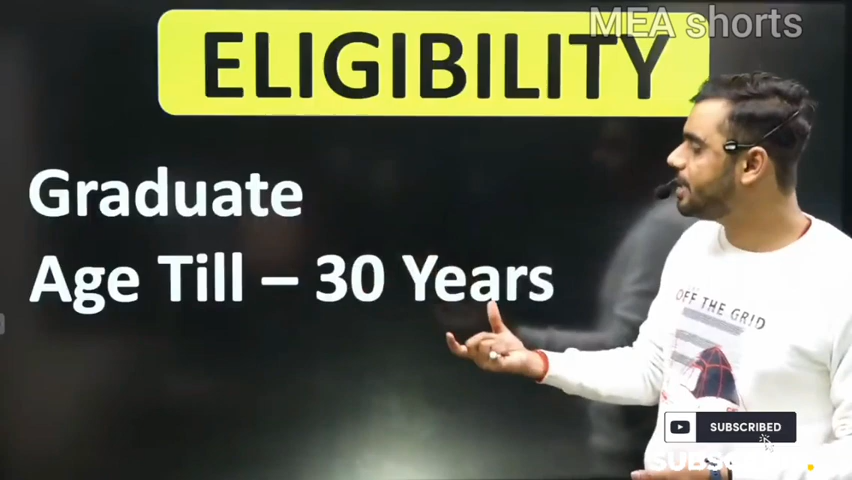 MEA shorts
ELIGIBILITY
Graduate
Age Till – 30 Years
OFF THE GRID
SUBSCRIBED